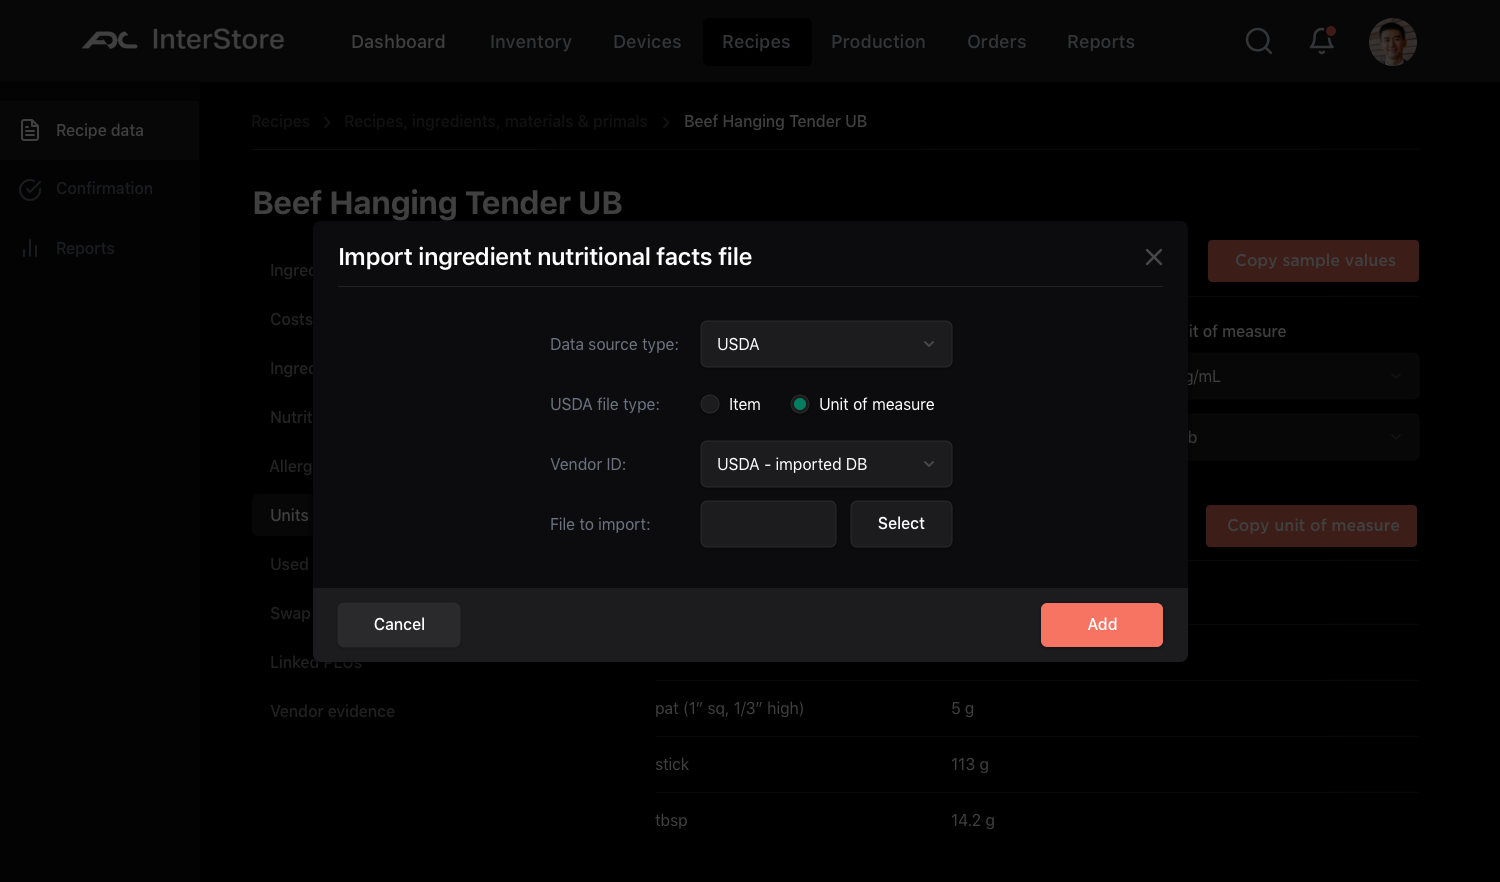 InterStore
Dashboard
Inventory
Devices
Recipes
Production
Orders
Reports
Recipe data
Confirmation
Reports
Recipes
Recipes, ingredients, materials & primals
Beef Hanging Tender UB
Beef Hanging Tender UB
Copy sample values
Costs
Units
Used
Swap
Vendor evidence
it of measure
g/mL
Copy unit of measure
Import ingredient nutritional facts file
Data source type:
USDA
USDA file type:
Item
Unit of measure
Vendor ID:
USDA - imported DB
File to import:
Select
Cancel
Add
Linked PLUs
pat (1” sq, 1/3” high)
5 g
stick
113 g
tbsp
14.2 g